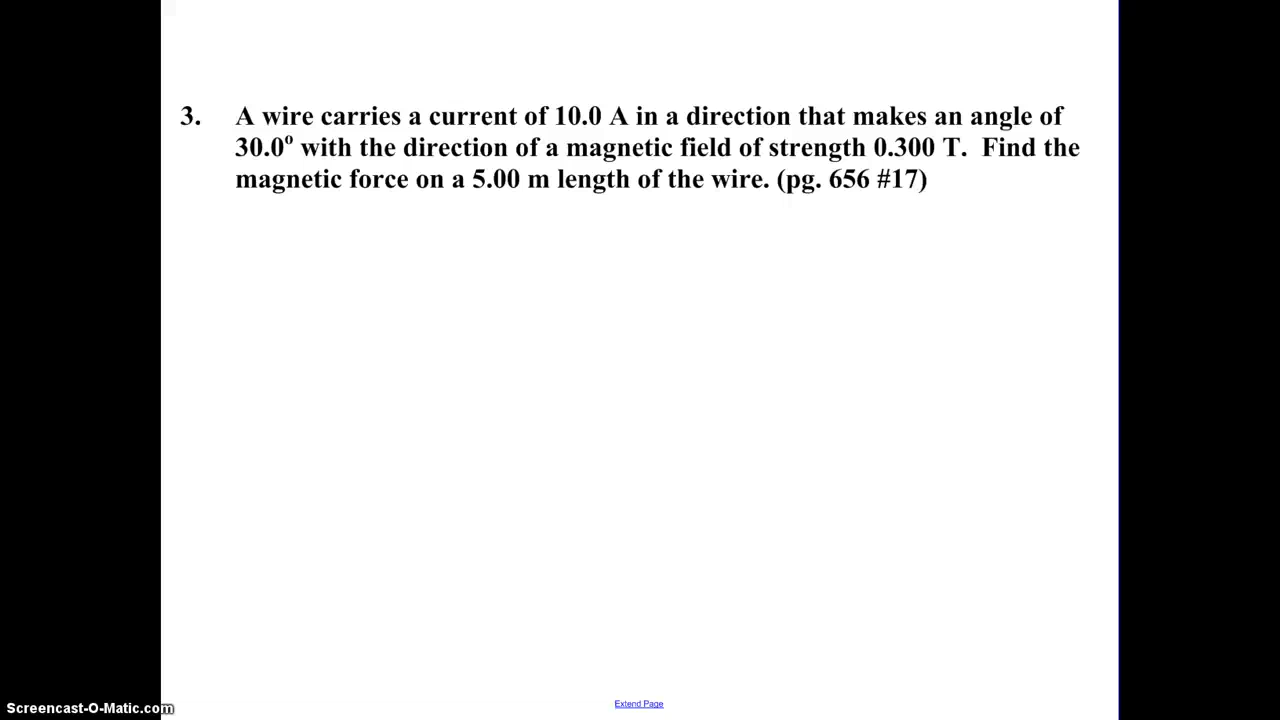 3. A wire carries a current of 10.0 A in a direction that makes an angle of
30.0º with the direction of a magnetic field of strength 0.300 T. Find the
magnetic force on a 5.00 m length of the wire. (pg. 656 #17)
Extend Page
Screencast-O-Matic.com